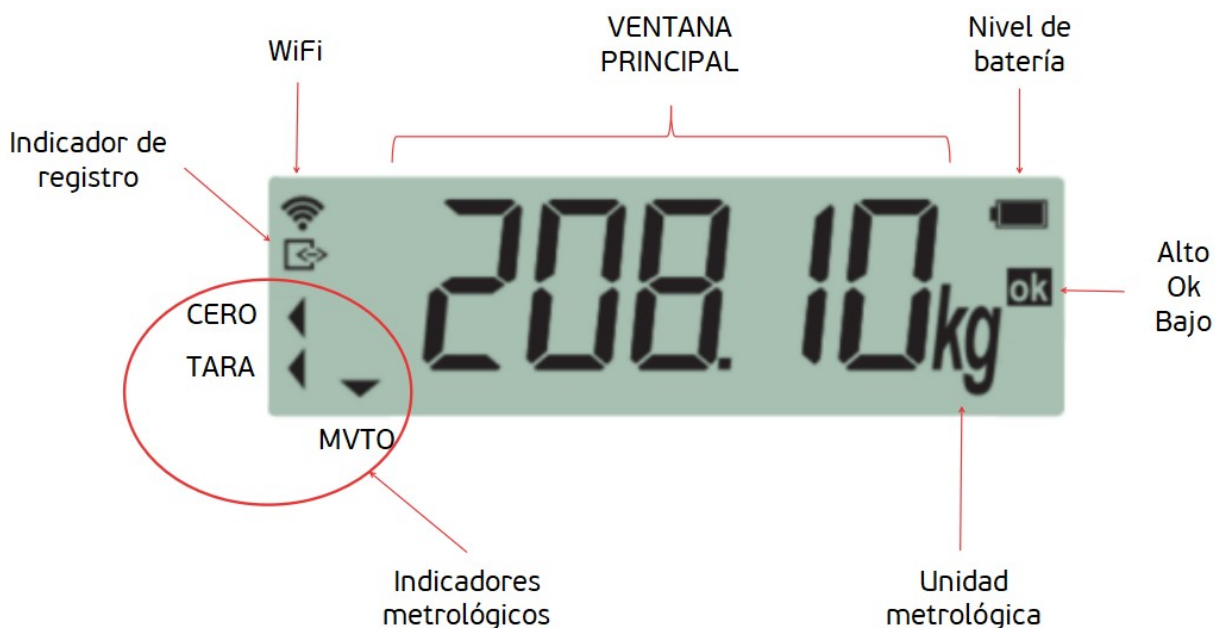 VENTANA
PRINCIPAL
Nivel de
batería
WiFi
Indicador de
registro
208.10kg
ok
Alto
Ok
Bajo
CERO
TARA
MVTO
Indicadores
metrológicos
Unidad
metrológica